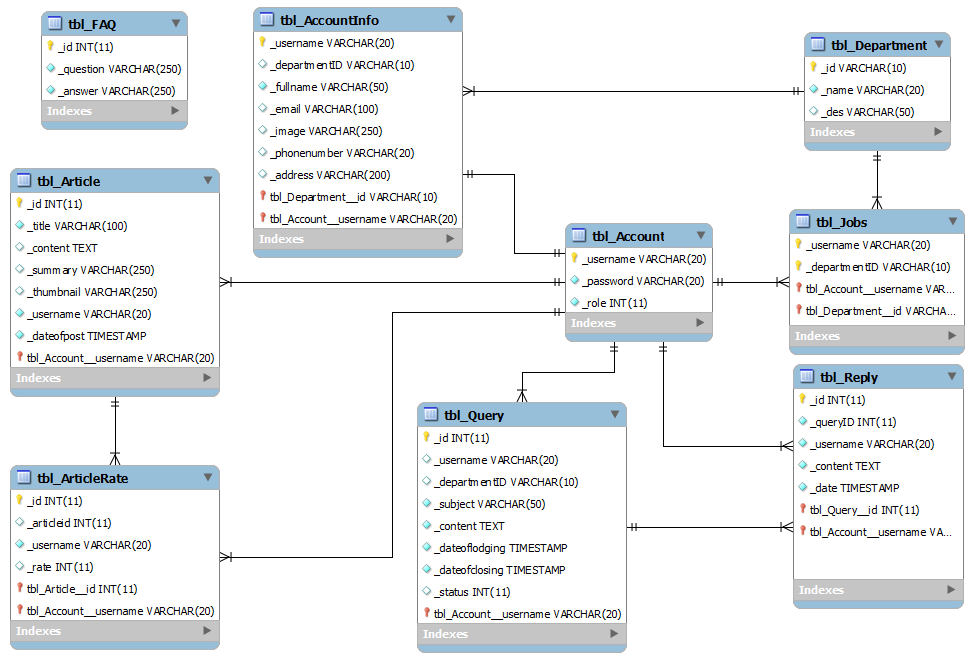 tbl_FAQ
_id INT(11)
_question VARCHAR(250)
_answer VARCHAR(250)
Indexes
tbl_AccountInfo
_username VARCHAR(20)
_departmentID VARCHAR(10)
_fullname VARCHAR(50)
_email VARCHAR(100)
_image VARCHAR(250)
_phonenumber VARCHAR(20)
_address VARCHAR(200)
tbl_Department__id VARCHAR(10)
tbl_Account__username VARCHAR(20)
Indexes
tbl_Department
_id VARCHAR(10)
_name VARCHAR(20)
_des VARCHAR(50)
Indexes
tbl_Article
_id INT(11)
_title VARCHAR(100)
_content TEXT
_summary VARCHAR(250)
_thumbnail VARCHAR(250)
_username VARCHAR(20)
_dateofpost TIMESTAMP
tbl_Account__username VARCHAR(20)
Indexes
tbl_Account
_username VARCHAR(20)
_password VARCHAR(20)
_role INT(11)
Indexes
tbl_Jobs
_username VARCHAR(20)
_departmentID VARCHAR(10)
tbl_Account__username VAR...
tbl_Department__id VARCHA...
Indexes
tbl_ArticleRate
_id INT(11)
_articleid INT(11)
_username VARCHAR(20)
_rate INT(11)
tbl_Article__id INT(11)
tbl_Account__username VARCHAR(20)
Indexes
tbl_Query
_id INT(11)
_username VARCHAR(20)
_departmentID VARCHAR(10)
_subject VARCHAR(50)
_content TEXT
_dateoflodging TIMESTAMP
_dateofclosing TIMESTAMP
_status INT(11)
tbl_Account__username VARCHAR(20)
Indexes
tbl_Reply
_id INT(11)
_queryID INT(11)
_username VARCHAR(20)
_content TEXT
_date TIMESTAMP
tbl_Query__id INT(11)
tbl_Account__username VA...
Indexes